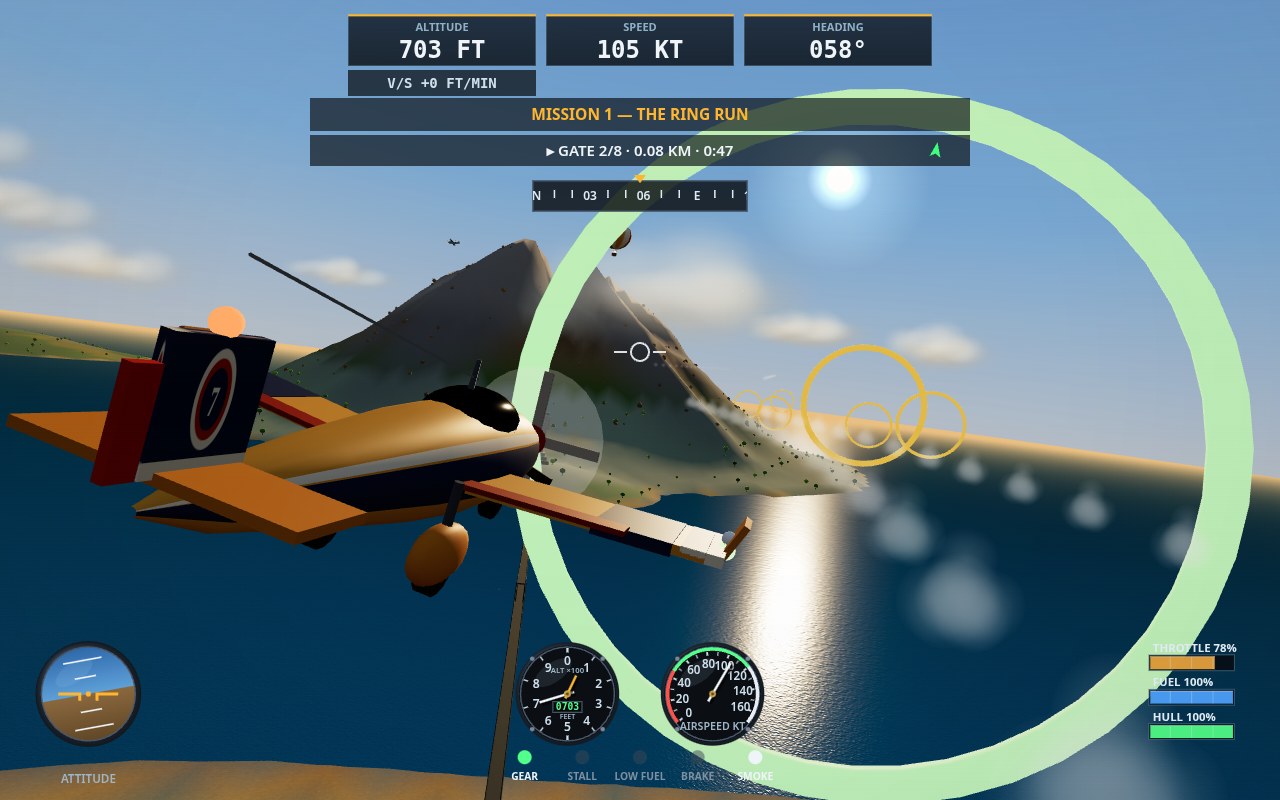 ALTITUDE
703 FT
SPEED
105 KT
HEADING
058°
V/S +0 FT/MIN
MISSION 1 — THE RING RUN
▸ GATE 2/8 · 0.08 KM · 0:47
N 03 06 E
7
THROTTLE 78%
FUEL 100%
HULL 100%
ATTITUDE
0 1 2 3 4 5 6 7 8 9
ALT ×100
0703
FEET
0 20 40 60 80 100 120 140 160
AIRSPEED KT
GEAR
STALL
LOW FUEL
BRAKE
SMOKE